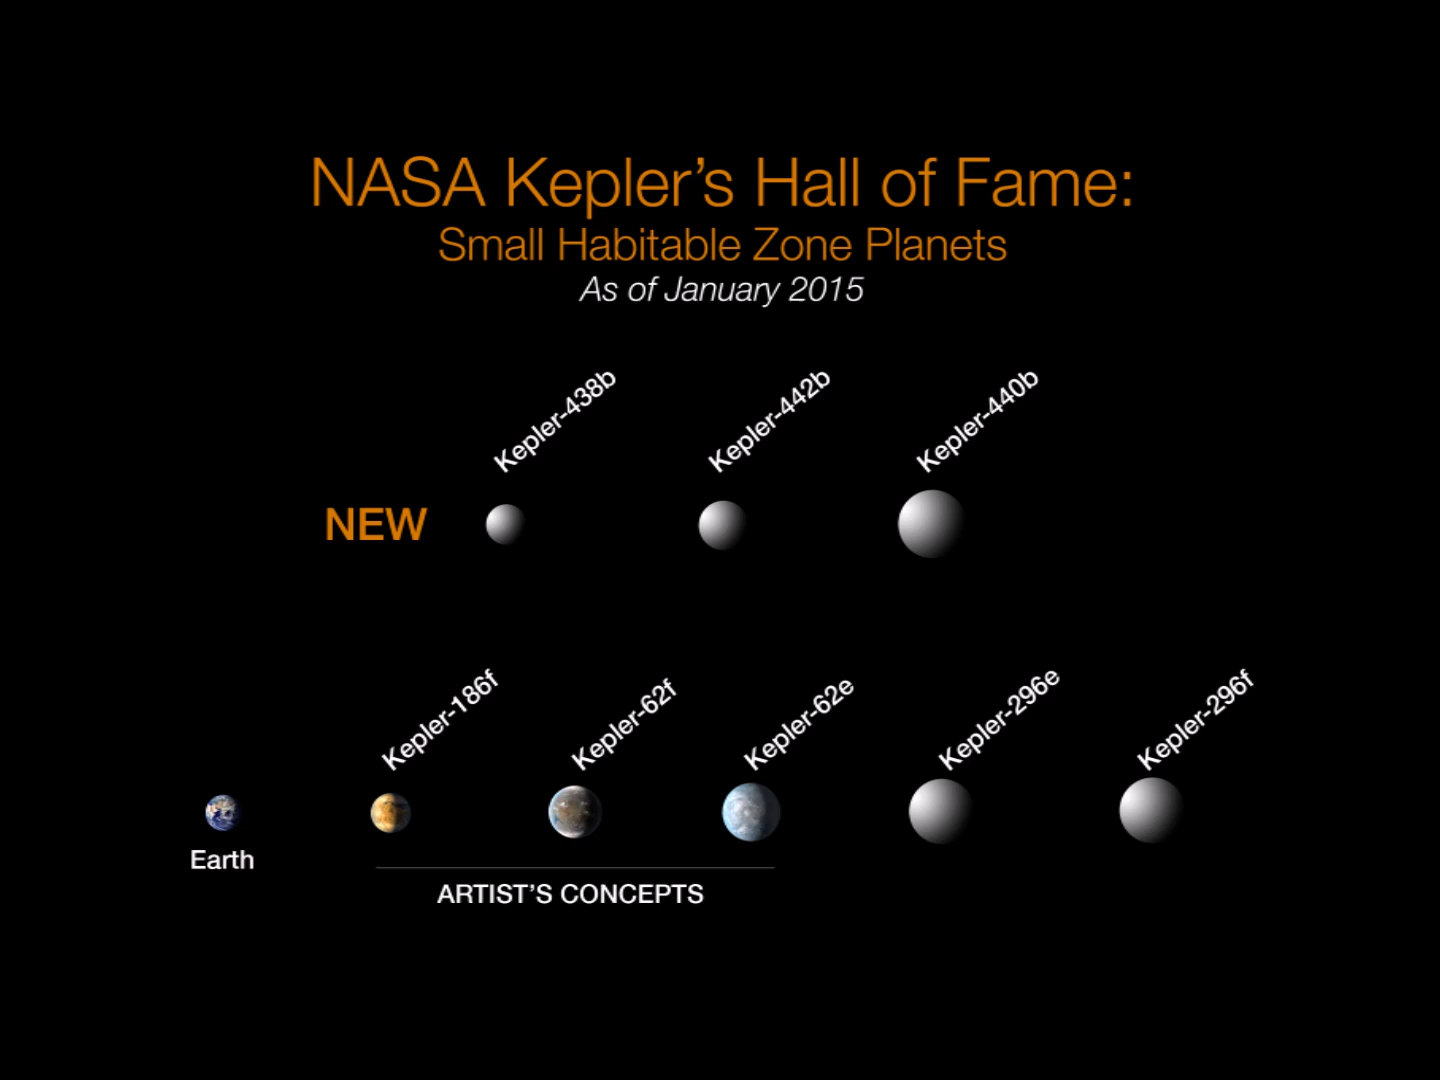 NASA Kepler’s Hall of Fame:
Small Habitable Zone Planets
As of January 2015
Kepler-438b
Kepler-442b
Kepler-440b
NEW
Kepler-186f
Kepler-62f
Kepler-62e
Kepler-296e
Kepler-296f
Earth
ARTIST’S CONCEPTS